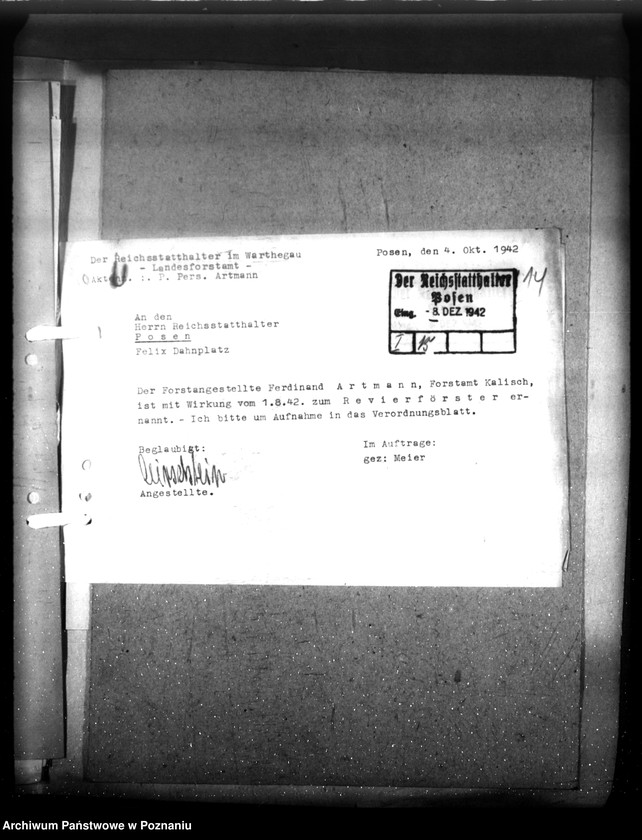 Der Reichsstatthalter im Warthegau
- Landesforstamt -
P. Pers. Artmann
Posen, den 4. Okt. 1942
14
Der Reichsstatthalter
Posen
Eing. - 8. DEZ. 1942
I
An den
Herrn Reichsstatthalter
P o s e n
Felix Dahnplatz
Der Forstangestellte Ferdinand A r t m a n n, Forstamt Kalisch,
ist mit Wirkung vom 1.8.42. zum R e v i e r f ö r s t e r er-
nannt. - Ich bitte um Aufnahme in das Verordnungsblatt.
Beglaubigt:
Angestellte.
Im Auftrage:
gez: Meier
Archiwum Państwowe w Poznaniu